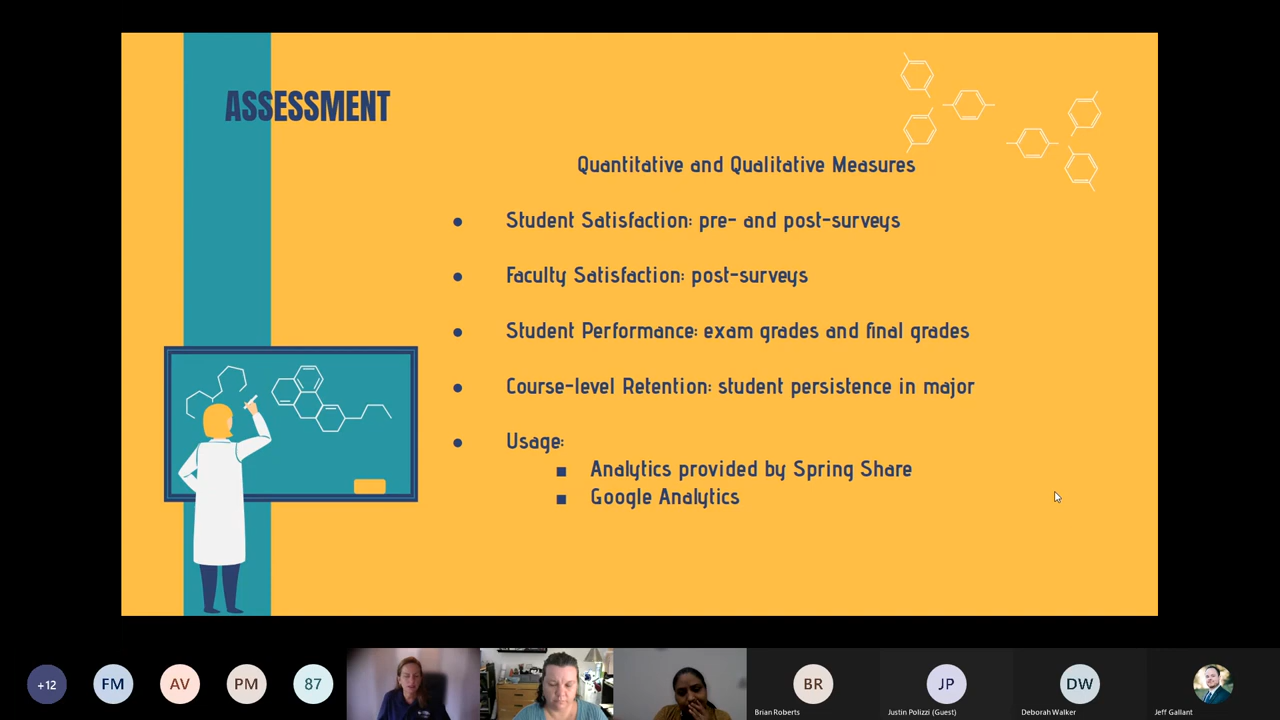 ASSESSMENT
Quantitative and Qualitative Measures
● Student Satisfaction: pre- and post-surveys
● Faculty Satisfaction: post-surveys
● Student Performance: exam grades and final grades
● Course-level Retention: student persistence in major
● Usage:
■ Analytics provided by Spring Share
■ Google Analytics
+12
FM
AV
PM
87
BR
JP
DW
Brian Roberts
Justin Polizzi (Guest)
Deborah Walker
Jeff Gallant